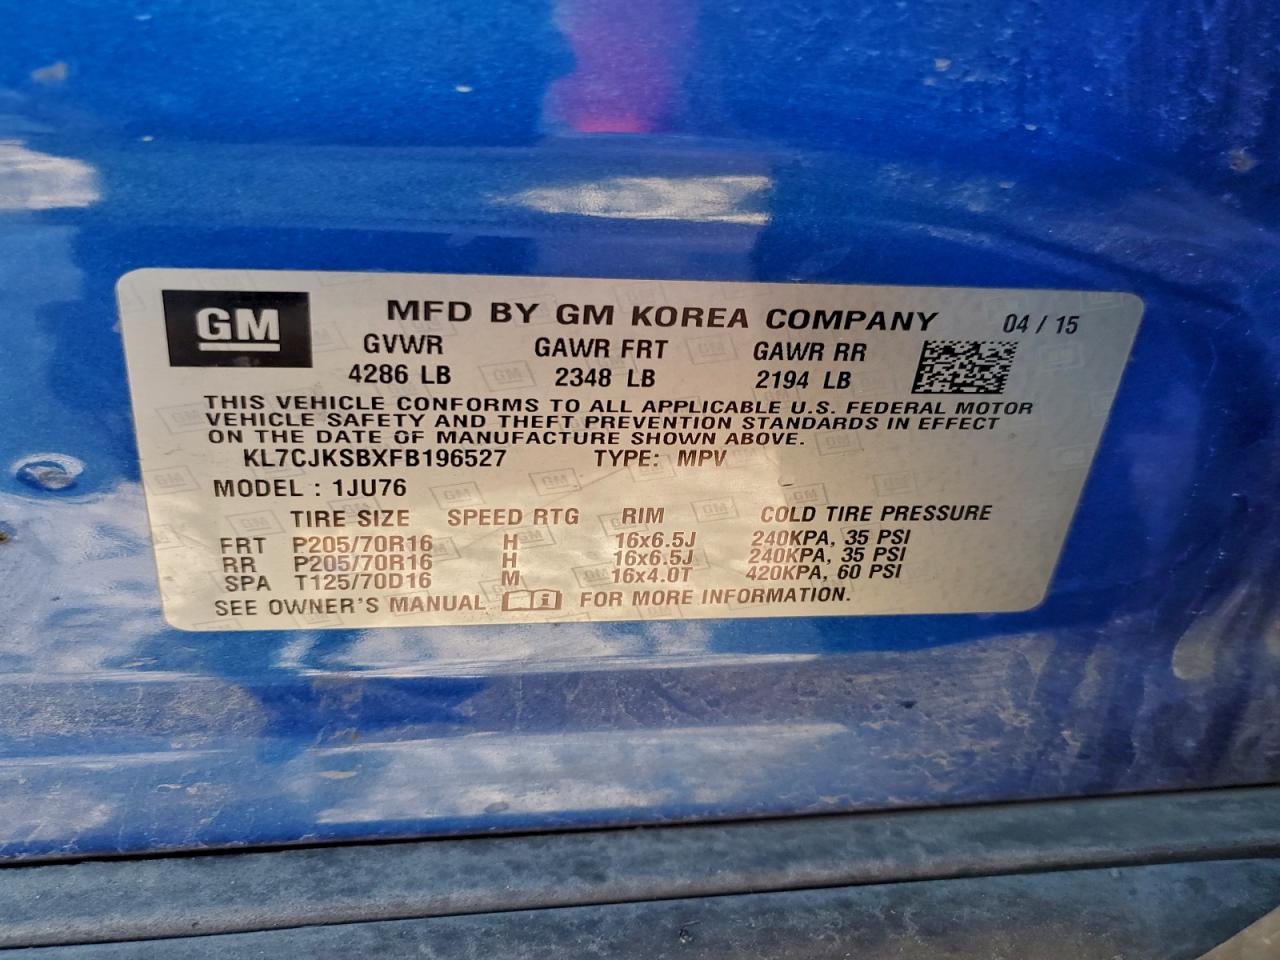 GM
MFD BY GM KOREA COMPANY 04 / 15
GVWR GAWR FRT GAWR RR
4286 LB 2348 LB 2194 LB
THIS VEHICLE CONFORMS TO ALL APPLICABLE U.S. FEDERAL MOTOR
VEHICLE SAFETY AND THEFT PREVENTION STANDARDS IN EFFECT
ON THE DATE OF MANUFACTURE SHOWN ABOVE.
KL7CJKSBXFB196527 TYPE: MPV
MODEL : 1JU76
TIRE SIZE SPEED RTG RIM COLD TIRE PRESSURE
FRT P205/70R16 H 16x6.5J 240KPA, 35 PSI
RR P205/70R16 H 16x6.5J 240KPA, 35 PSI
SPA T125/70D16 M 16x4.0T 420KPA, 60 PSI
SEE OWNER'S MANUAL FOR MORE INFORMATION.